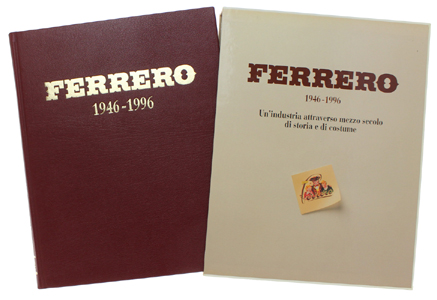 FERRERO
1946-1996
FERRERO
1946-1996
Un'industria attraverso mezzo secolo
di storia e di costume